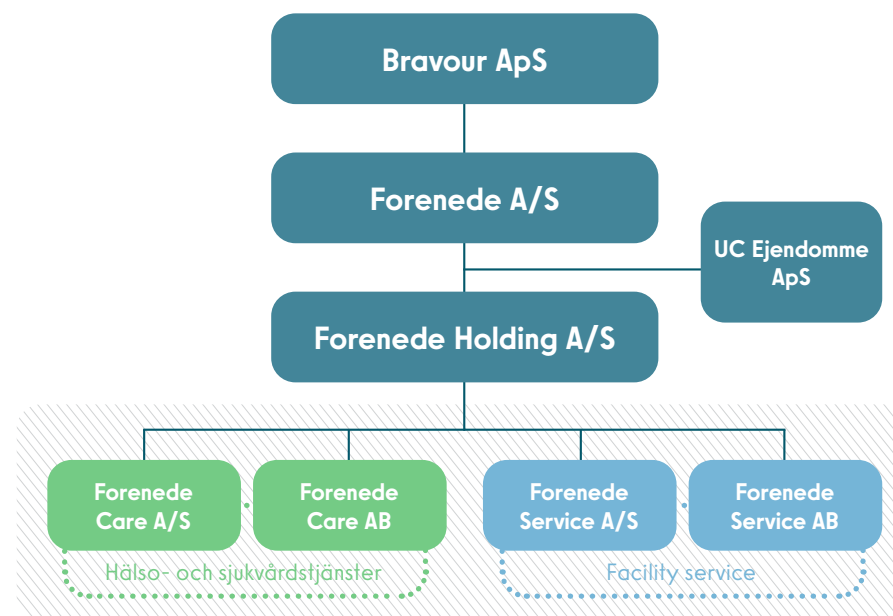 Bravour ApS
Forenede A/S
UC Ejendomme
ApS
Forenede Holding A/S
Forenede
Care A/S
Forenede
Care AB
Forenede
Service A/S
Forenede
Service AB
Hälso- och sjukvårdstjänster
Facility service